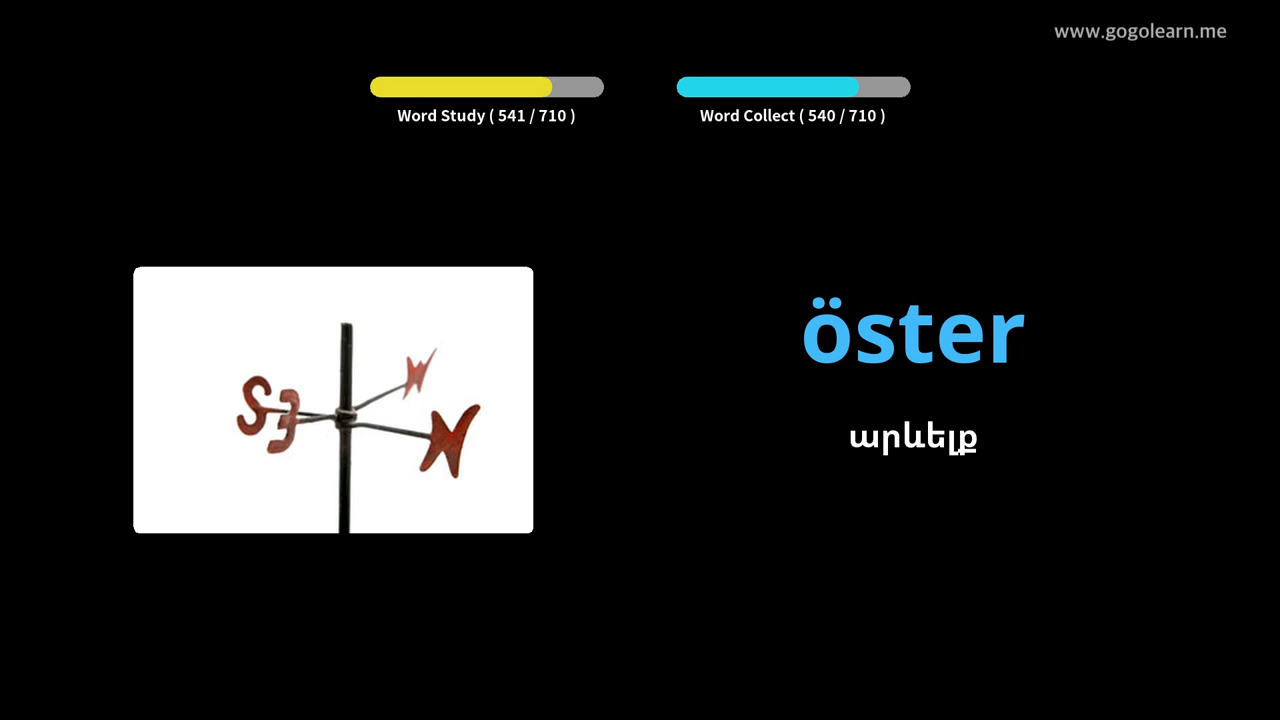 www.gogolearn.me
Word Study ( 541 / 710 )
Word Collect ( 540 / 710 )
öster
արևելք
S E N W